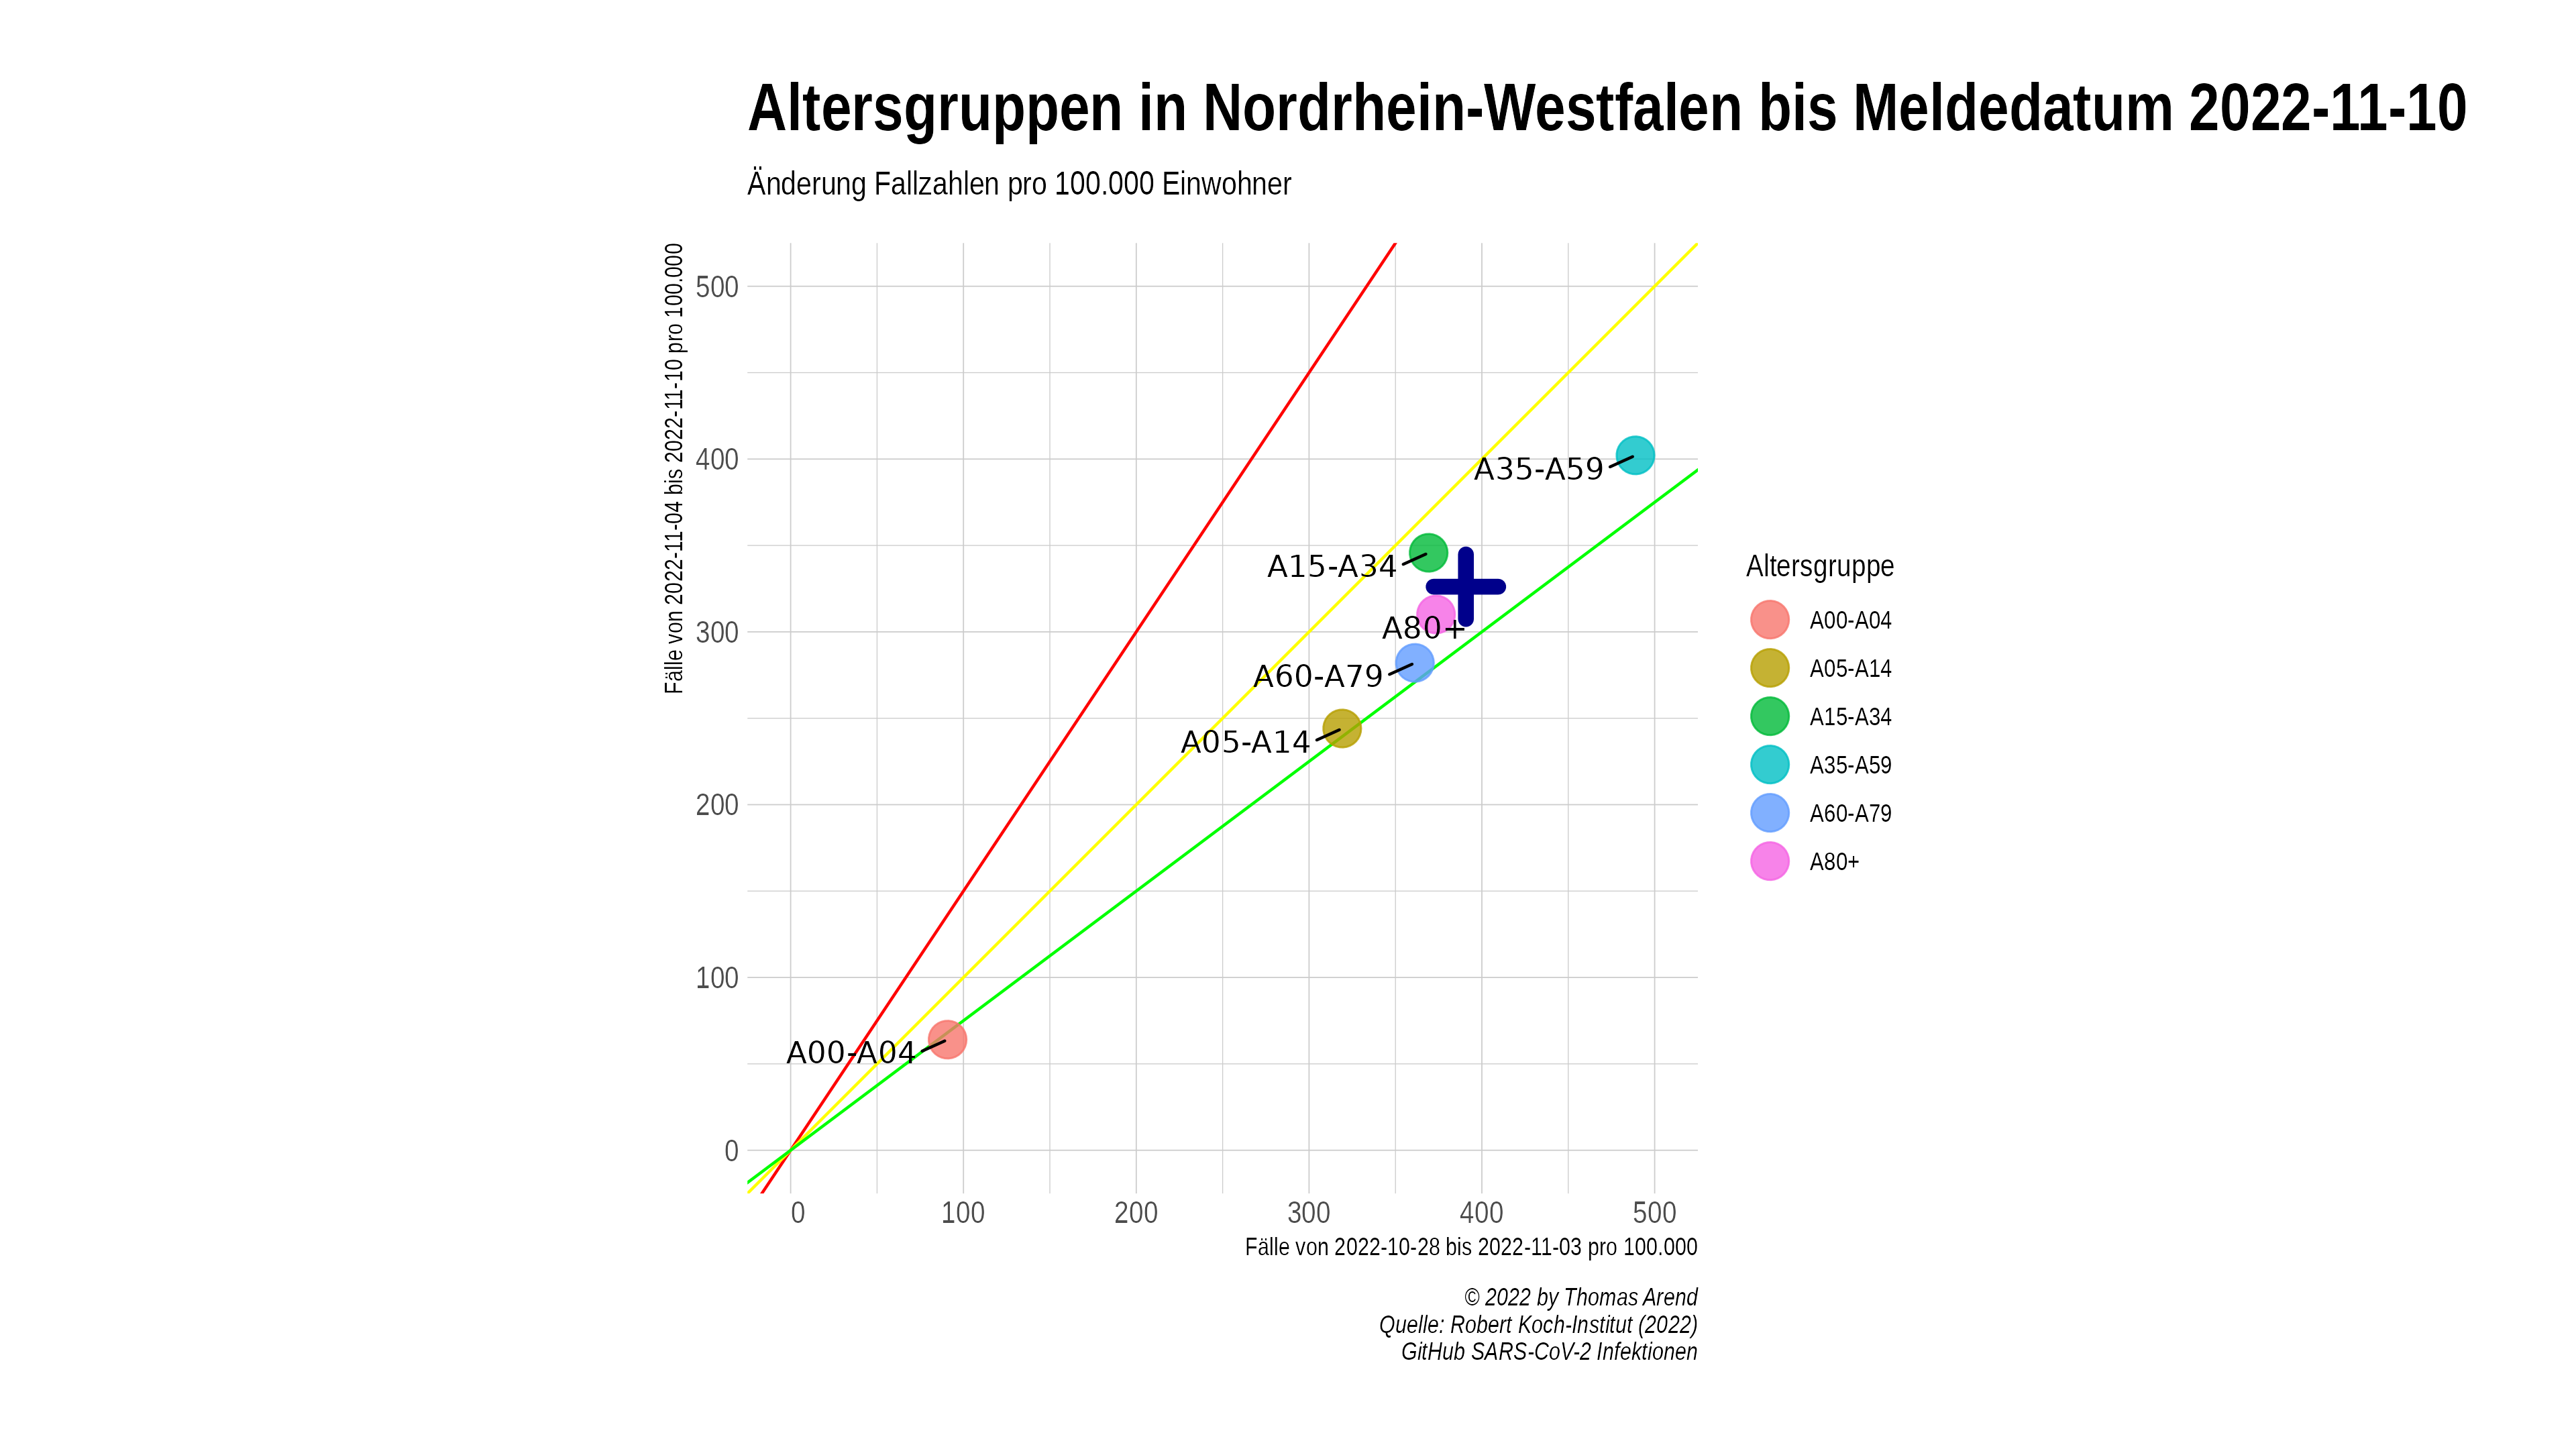 Altersgruppen in Nordrhein-Westfalen bis Meldedatum 2022-11-10
Änderung Fallzahlen pro 100.000 Einwohner
Fälle von 2022-11-04 bis 2022-11-10 pro 100.000
500
400
300
200
100
0
A35-A59
A15-A34
A80+
A60-A79
A05-A14
A00-A04
0 100 200 300 400 500
Fälle von 2022-10-28 bis 2022-11-03 pro 100.000
Altersgruppe
A00-A04
A05-A14
A15-A34
A35-A59
A60-A79
A80+
© 2022 by Thomas Arend
Quelle: Robert Koch-Institut (2022)
GitHub SARS-CoV-2 Infektionen